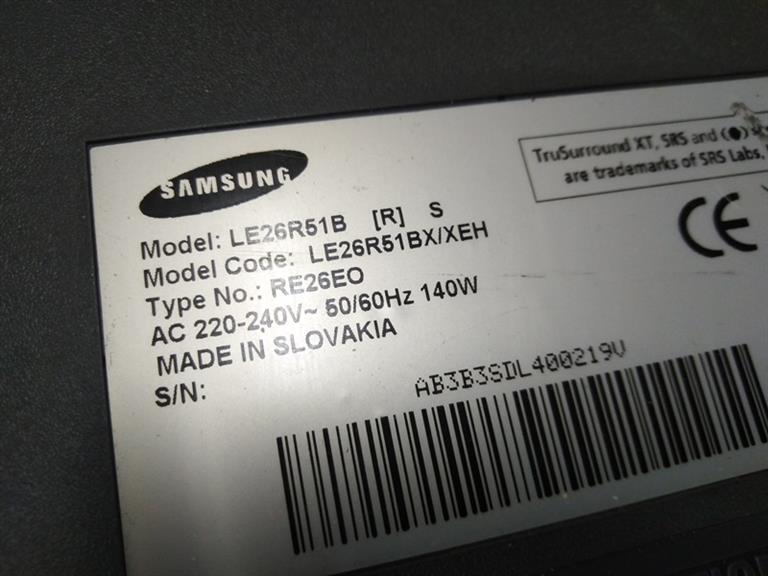 SAMSUNG
TruSurround XT, SRS and (●)
are trademarks of SRS Labs,
Model: LE26R51B [R] S
Model Code: LE26R51BX/XEH
Type No.: RE26EO
AC 220-240V~ 50/60Hz 140W
MADE IN SLOVAKIA
S/N: AB3B3SDL400219V
CE